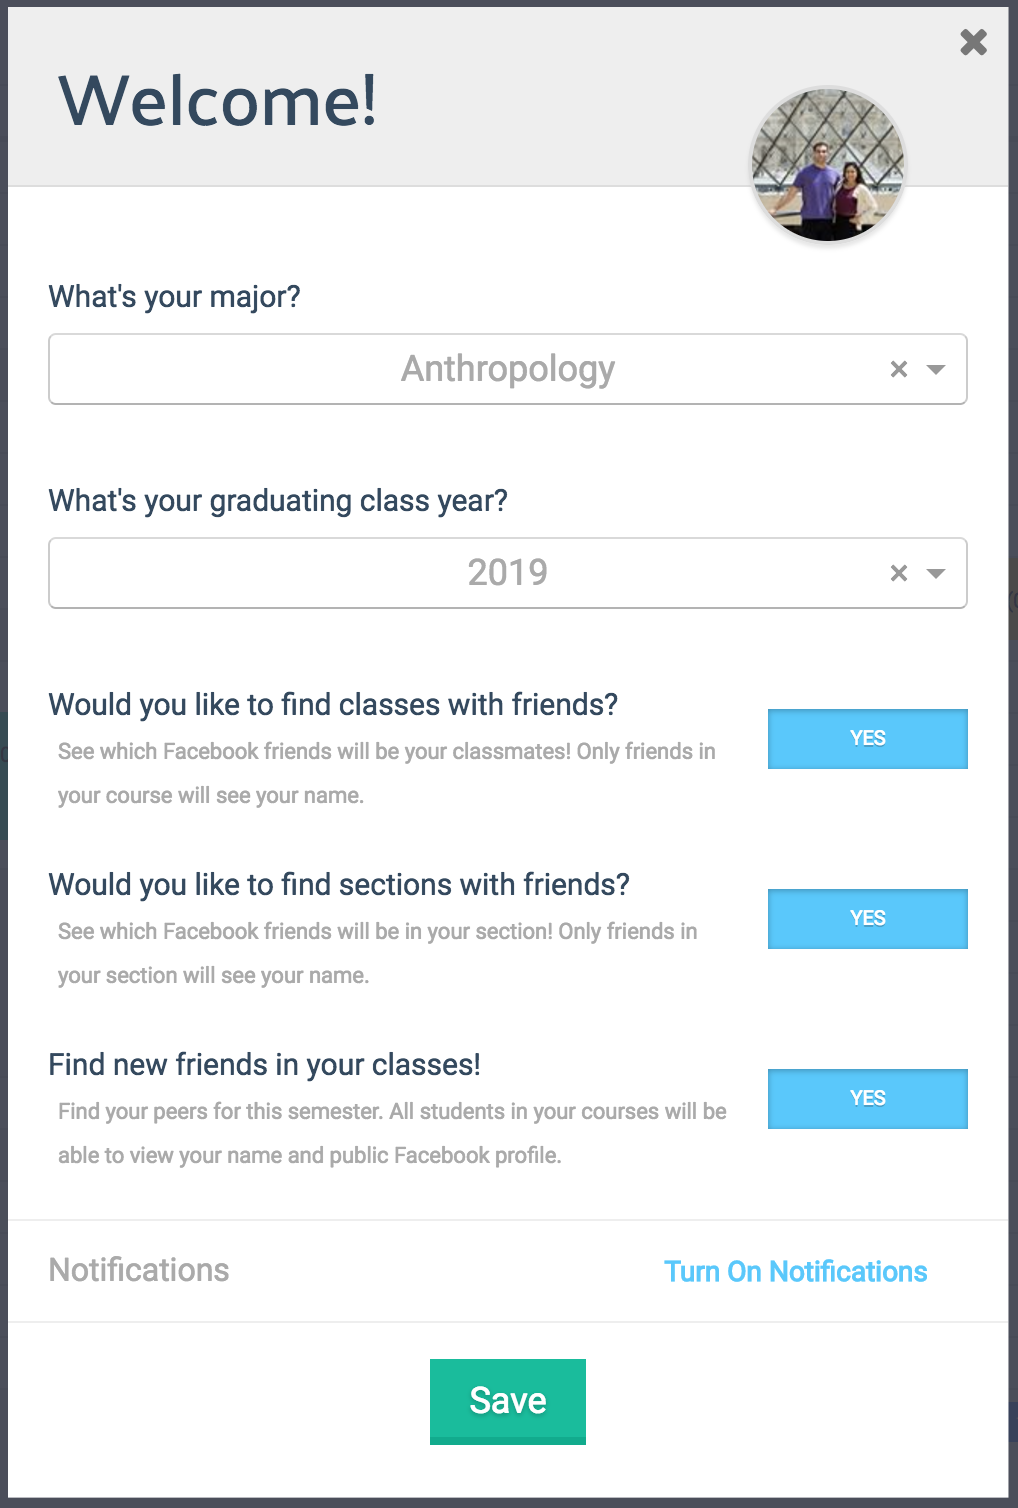 Welcome!
What's your major?
Anthropology
What's your graduating class year?
2019
Would you like to find classes with friends?
See which Facebook friends will be your classmates! Only friends in
your course will see your name.
YES
Would you like to find sections with friends?
See which Facebook friends will be in your section! Only friends in
your section will see your name.
YES
Find new friends in your classes!
Find your peers for this semester. All students in your courses will be
able to view your name and public Facebook profile.
YES
Notifications
Turn On Notifications
Save